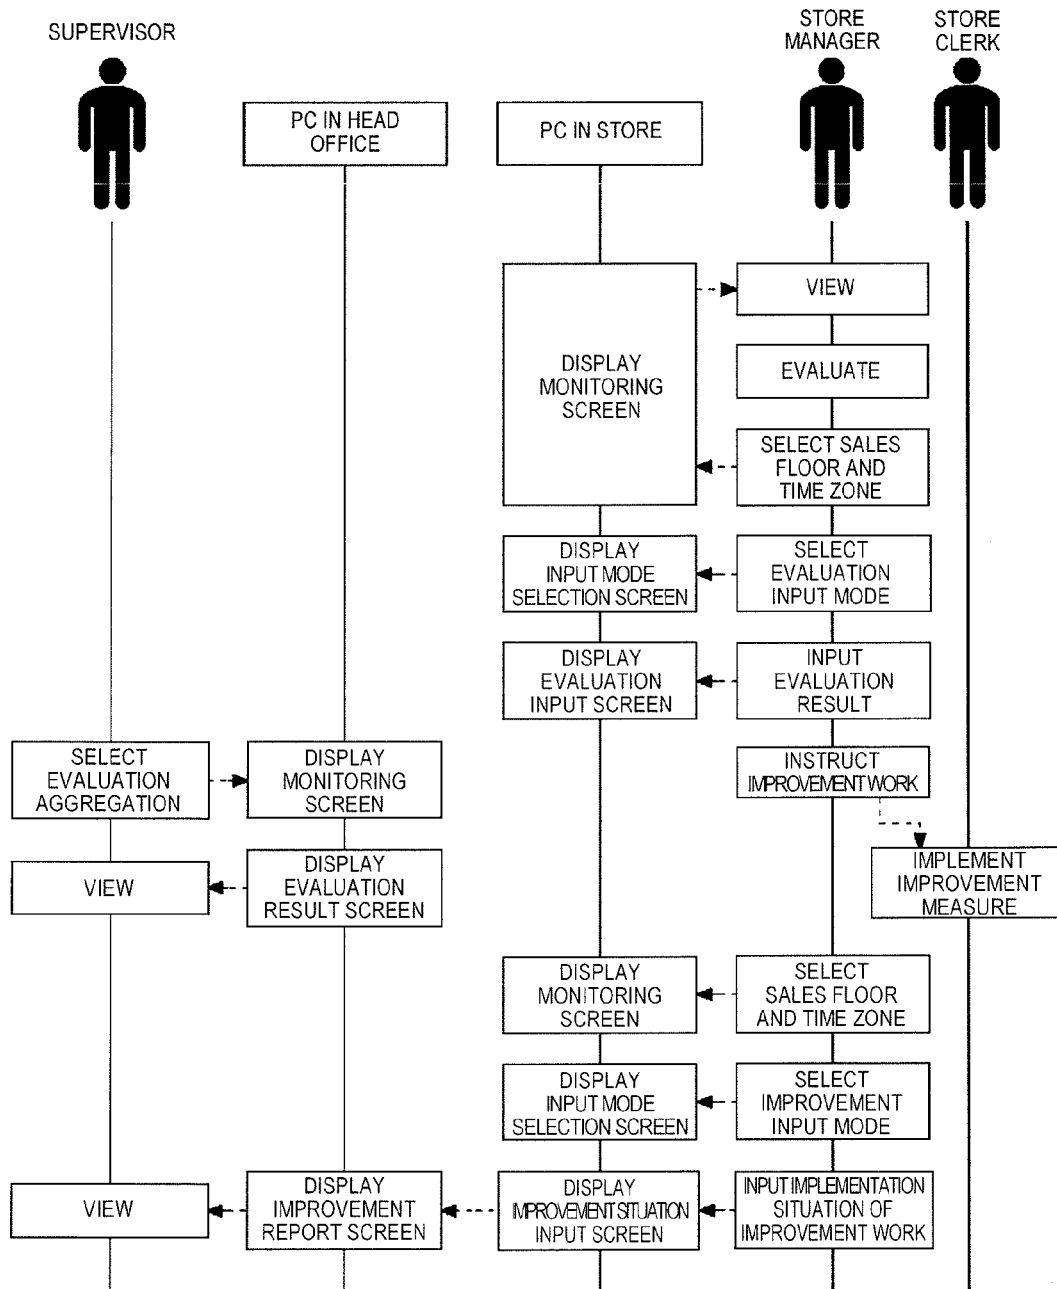 SUPERVISOR
STORE
MANAGER
STORE
CLERK
PC IN HEAD
OFFICE
PC IN STORE
VIEW
DISPLAY
MONITORING
SCREEN
EVALUATE
SELECT SALES
FLOOR AND
TIME ZONE
DISPLAY
INPUT MODE
SELECTION SCREEN
SELECT
EVALUATION
INPUT MODE
DISPLAY
EVALUATION
INPUT SCREEN
INPUT
EVALUATION
RESULT
SELECT
EVALUATION
AGGREGATION
DISPLAY
MONITORING
SCREEN
INSTRUCT
IMPROVEMENT WORK
VIEW
DISPLAY
EVALUATION
RESULT SCREEN
IMPLEMENT
IMPROVEMENT
MEASURE
DISPLAY
MONITORING
SCREEN
SELECT
SALES FLOOR
AND TIME ZONE
DISPLAY
INPUT MODE
SELECTION SCREEN
SELECT
IMPROVEMENT
INPUT MODE
VIEW
DISPLAY
IMPROVEMENT
REPORT SCREEN
DISPLAY
IMPROVEMENT SITUATION
INPUT SCREEN
INPUT IMPLEMENTATION
SITUATION OF
IMPROVEMENT WORK